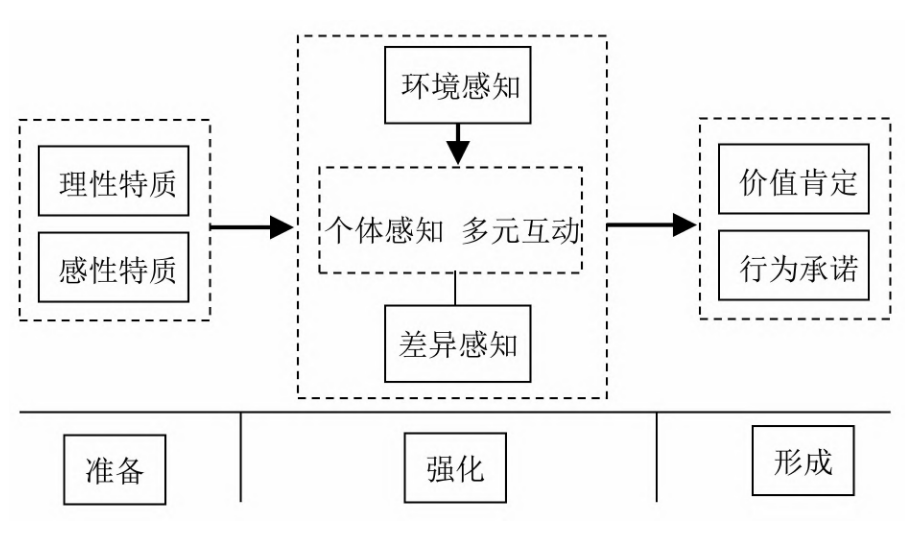 理性特质
感性特质
环境感知
个体感知 多元互动
差异感知
价值肯定
行为承诺
准备
强化
形成